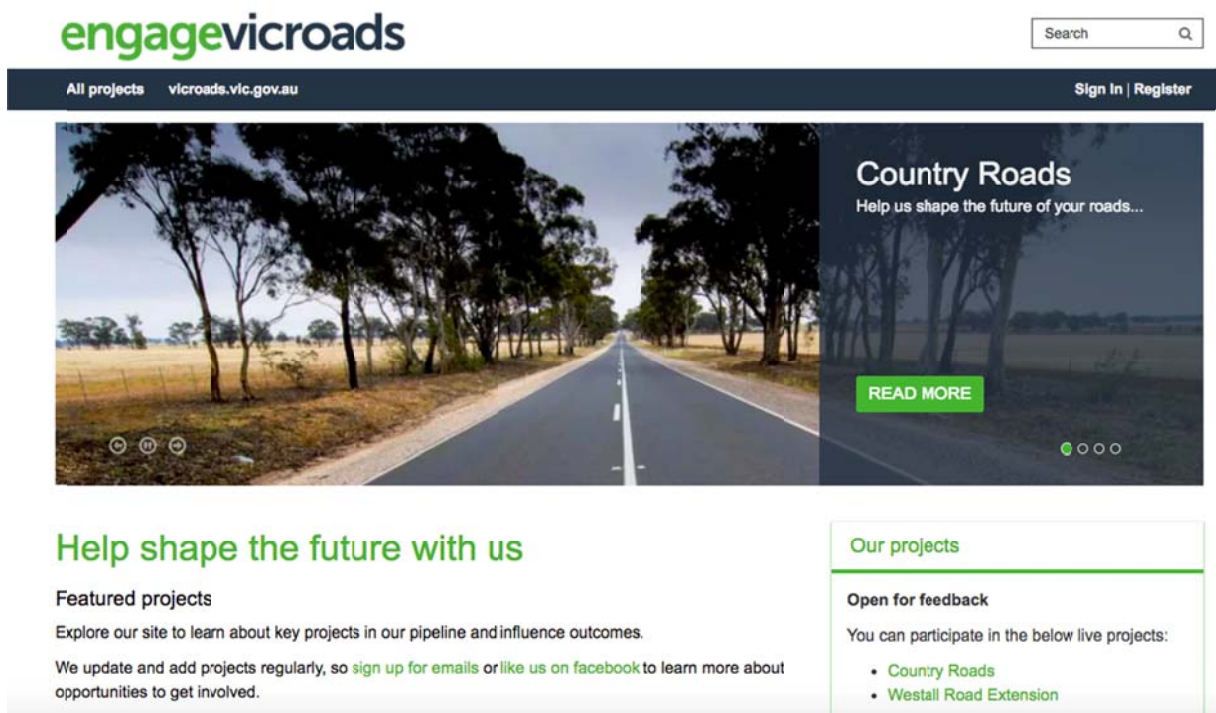 engagevicroads
Search
All projects vicroads.vic.gov.au
Sign In | Register
Country Roads
Help us shape the future of your roads...
READ MORE
Help shape the future with us
Featured projects
Explore our site to learn about key projects in our pipeline and influence outcomes.
We update and add projects regularly, so sign up for emails or like us on facebook to learn more about
opportunities to get involved.
Our projects
Open for feedback
You can participate in the below live projects:
• Country Roads
• Westall Road Extension